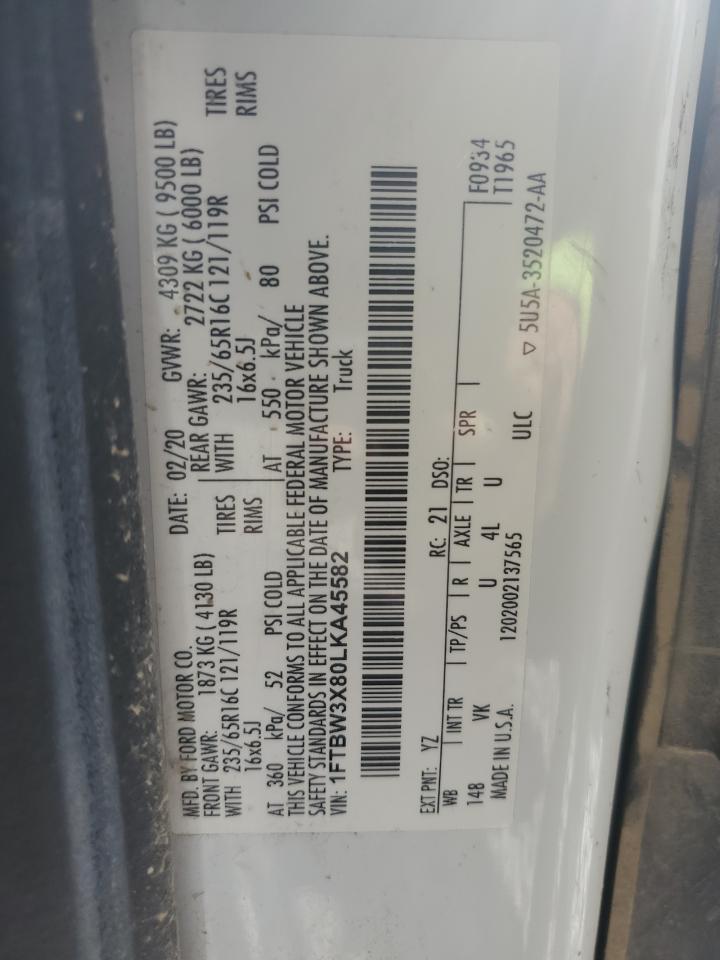 MFD. BY FORD MOTOR CO. DATE: 02/20 GVWR: 4309 KG ( 9500 LB)
FRONT GAWR: 1873 KG ( 4130 LB) REAR GAWR: 2722 KG ( 6000 LB)
WITH 235/65R16C 121/119R TIRES WITH 235/65R16C 121/119R TIRES
16x6.5J RIMS 16x6.5J RIMS
AT 360 kPa/ 52 PSI COLD AT 550 kPa/ 80 PSI COLD
THIS VEHICLE CONFORMS TO ALL APPLICABLE FEDERAL MOTOR VEHICLE
SAFETY STANDARDS IN EFFECT ON THE DATE OF MANUFACTURE SHOWN ABOVE.
VIN: 1FTBW3X80LKA45582 TYPE: Truck
EXT PNT: YZ RC: 21 DSO: F0934
WB INT TR TP/PS R AXLE TR SPR T1965
148 VK U 4L U
MADE IN U.S.A. 1202002137565 ULC ▽ 5U5A-3520472-AA